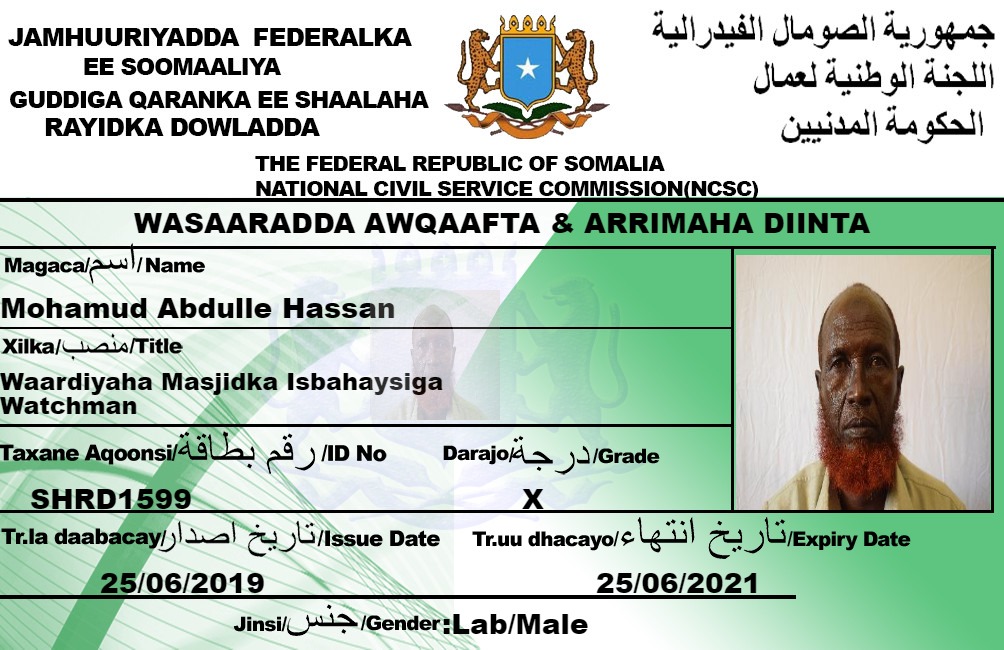 JAMHUURIYADDA FEDERALKA
EE SOOMAALIYA
GUDDIGA QARANKA EE SHAALAHA
RAYIDKA DOWLADDA
جمهورية الصومال الفيدرالية
اللجنة الوطنية لعمال
الحكومة المدنيين
THE FEDERAL REPUBLIC OF SOMALIA
NATIONAL CIVIL SERVICE COMMISSION(NCSC)
WASAARADDA AWQAAFTA & ARRIMAHA DIINTA
Magaca/اسم/Name
Mohamud Abdulle Hassan
Xilka/منصب/Title
Waardiyaha Masjidka Isbahaysiga
Watchman
Taxane Aqoonsi/رقم بطاقة/ID No
Darajo/درجة/Grade
SHRD1599
X
Tr.la daabacay/تاريخ اصدار/Issue Date
Tr.uu dhacayo/تاريخ انتهاء/Expiry Date
25/06/2019
25/06/2021
Jinsi/جنس/Gender:Lab/Male